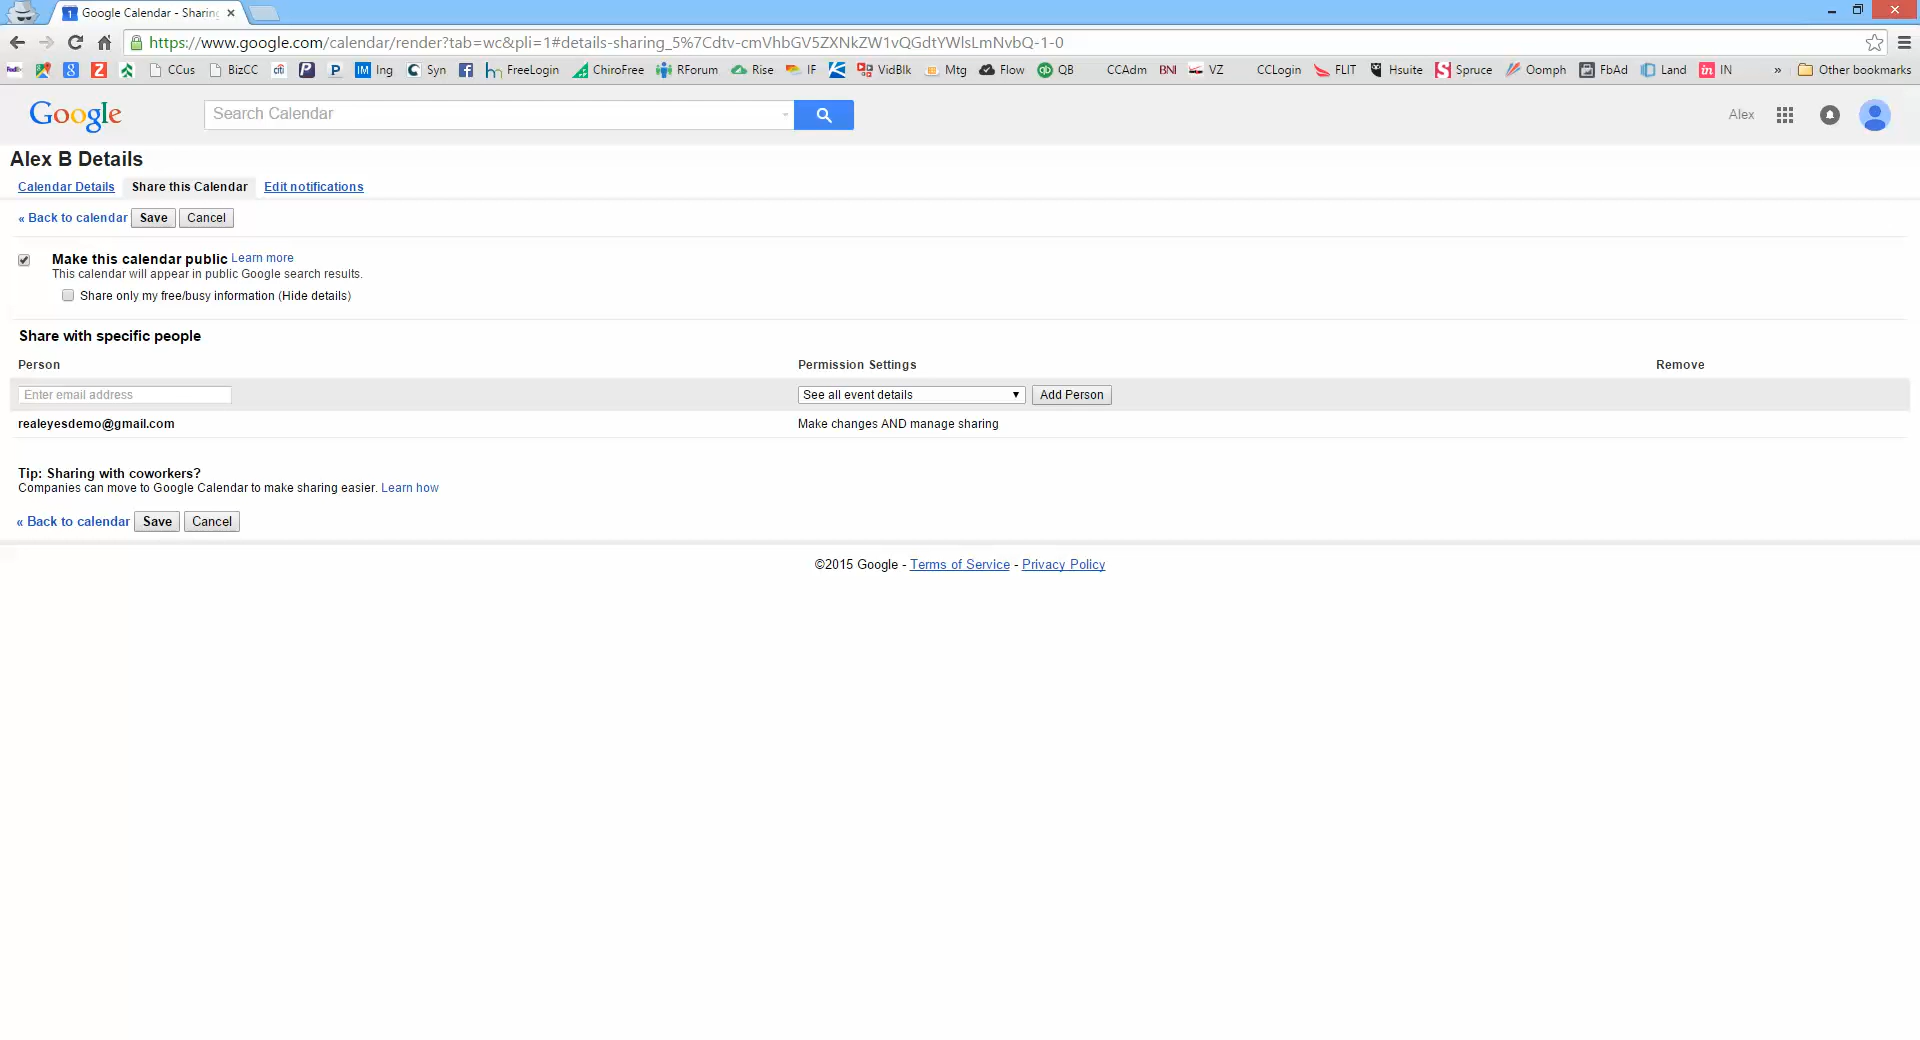 1 Google Calendar - Sharing
https://www.google.com/calendar/render?tab=wc&pli=1#details-sharing_5%7Cdtv-cmVhbGV5ZXNkZW1vQGdtYWlsLmNvbQ-1-0
FedEx 8 Z CCus BizCC citi P P IM Ing Syn f FreeLogin ChiroFree RForum Rise IF VidBlk Mtg Flow qb QB CCAdm BNI VZ CCLogin FLIT Hsuite S Spruce Oomph FbAd Land in IN » Other bookmarks
Google Search Calendar Alex
Alex B Details
Calendar Details Share this Calendar Edit notifications
« Back to calendar Save Cancel
Make this calendar public Learn more
This calendar will appear in public Google search results.
Share only my free/busy information (Hide details)
Share with specific people
Person Permission Settings Remove
Enter email address See all event details Add Person
realeyesdemo@gmail.com Make changes AND manage sharing
Tip: Sharing with coworkers?
Companies can move to Google Calendar to make sharing easier. Learn how
« Back to calendar Save Cancel
©2015 Google - Terms of Service - Privacy Policy